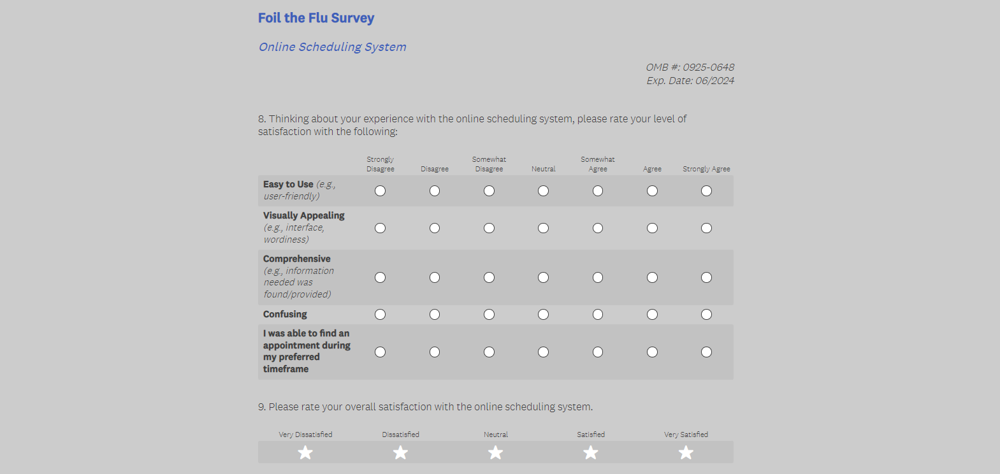 Foil the Flu Survey
Online Scheduling System
OMB #: 0925-0648
Exp. Date: 06/2024
8. Thinking about your experience with the online scheduling system, please rate your level of
satisfaction with the following:
Strongly Disagree Disagree Somewhat Disagree Neutral Somewhat Agree Agree Strongly Agree
Easy to Use (e.g.,
user-friendly)
Visually Appealing
(e.g., interface,
wordiness)
Comprehensive
(e.g., information
needed was
found/provided)
Confusing
I was able to find an
appointment during
my preferred
timeframe
9. Please rate your overall satisfaction with the online scheduling system.
Very Dissatisfied Dissatisfied Neutral Satisfied Very Satisfied